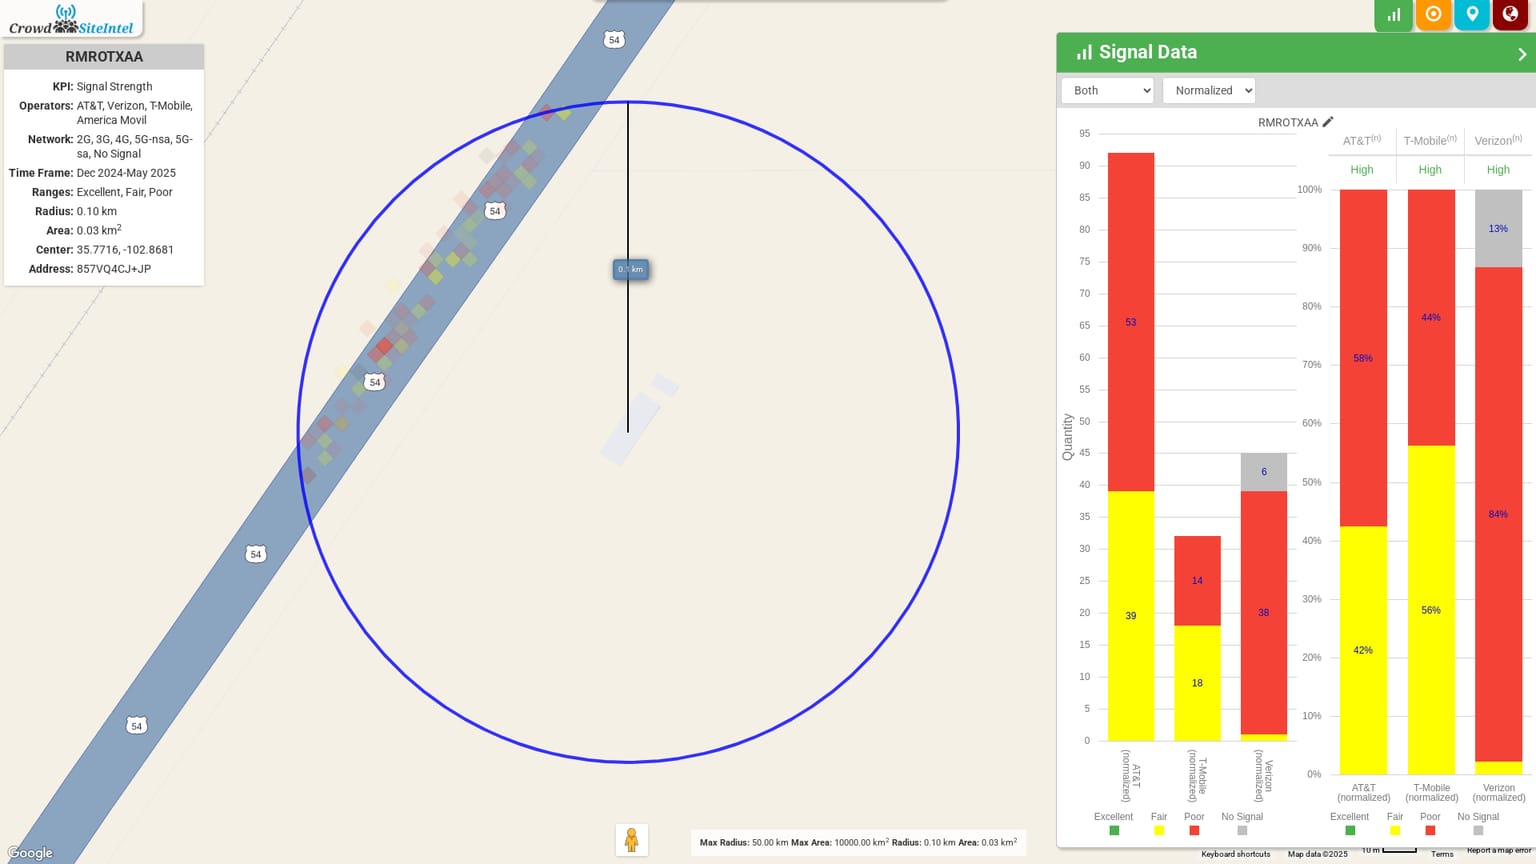 Crowd SiteIntel
RMROTXAA
KPI: Signal Strength
Operators: AT&T, Verizon, T-Mobile,
America Movil
Network: 2G, 3G, 4G, 5G-nsa, 5G-
sa, No Signal
Time Frame: Dec 2024-May 2025
Ranges: Excellent, Fair, Poor
Radius: 0.10 km
Area: 0.03 km²
Center: 35.7716, -102.8681
Address: 857VQ4CJ+JP
54
54
54
54
54
0.1 km
Google
Max Radius: 50.00 km Max Area: 10000.00 km² Radius: 0.10 km Area: 0.03 km²
Signal Data
Both
Normalized
RMROTXAA
Quantity
95
90
85
80
75
70
65
60
55
50
45
40
35
30
25
20
15
10
5
0
53
39
14
18
6
38
AT&T
(normalized)
T-Mobile
(normalized)
Verizon
(normalized)
Excellent
Fair
Poor
No Signal
AT&T(n)
T-Mobile(n)
Verizon(n)
High
High
High
100%
90%
80%
70%
60%
50%
40%
30%
20%
10%
0%
58%
42%
44%
56%
13%
84%
AT&T
(normalized)
T-Mobile
(normalized)
Verizon
(normalized)
Excellent
Fair
Poor
No Signal
Keyboard shortcuts
Map data ©2025
10 m
Terms
Report a map error